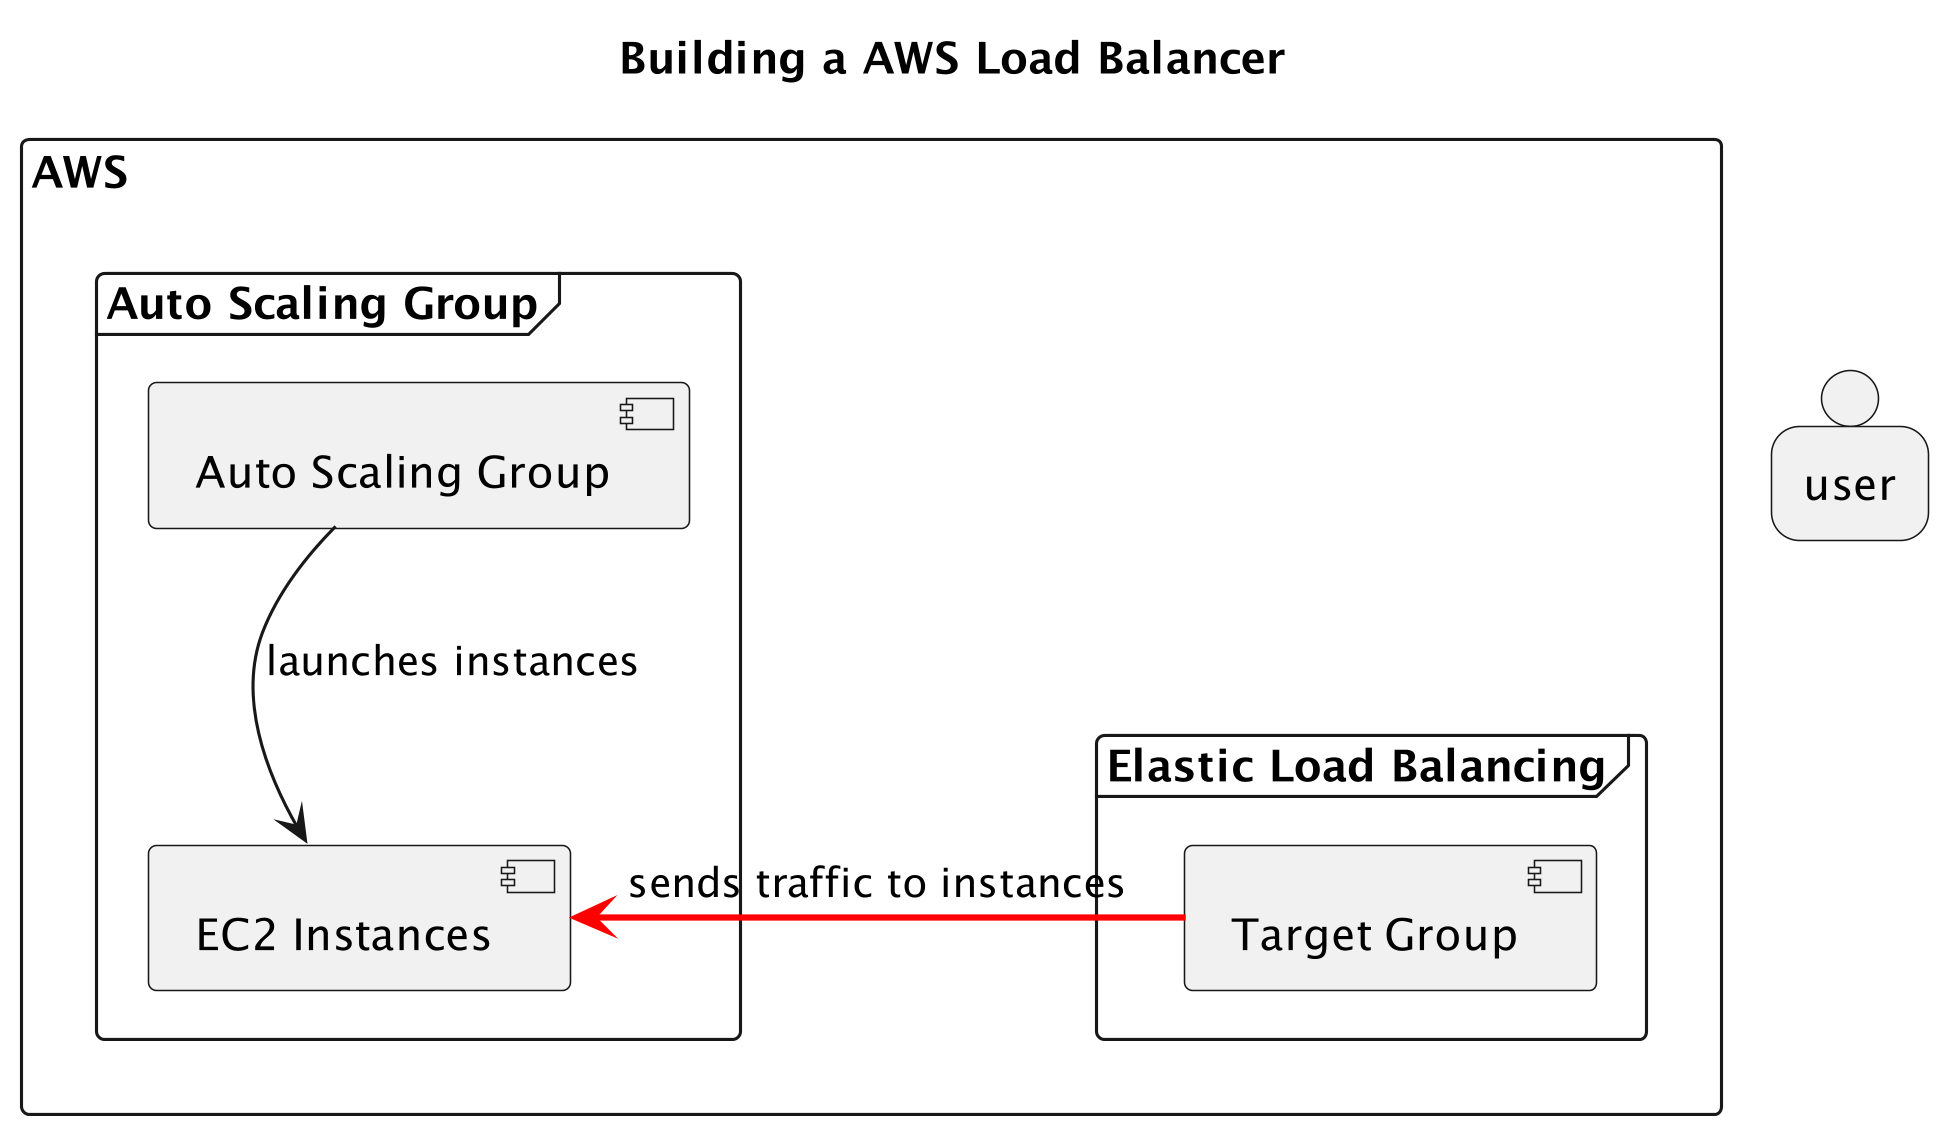 Building a AWS Load Balancer
AWS
Auto Scaling Group
Auto Scaling Group
user
launches instances
Elastic Load Balancing
sends traffic to instances
EC2 Instances
Target Group